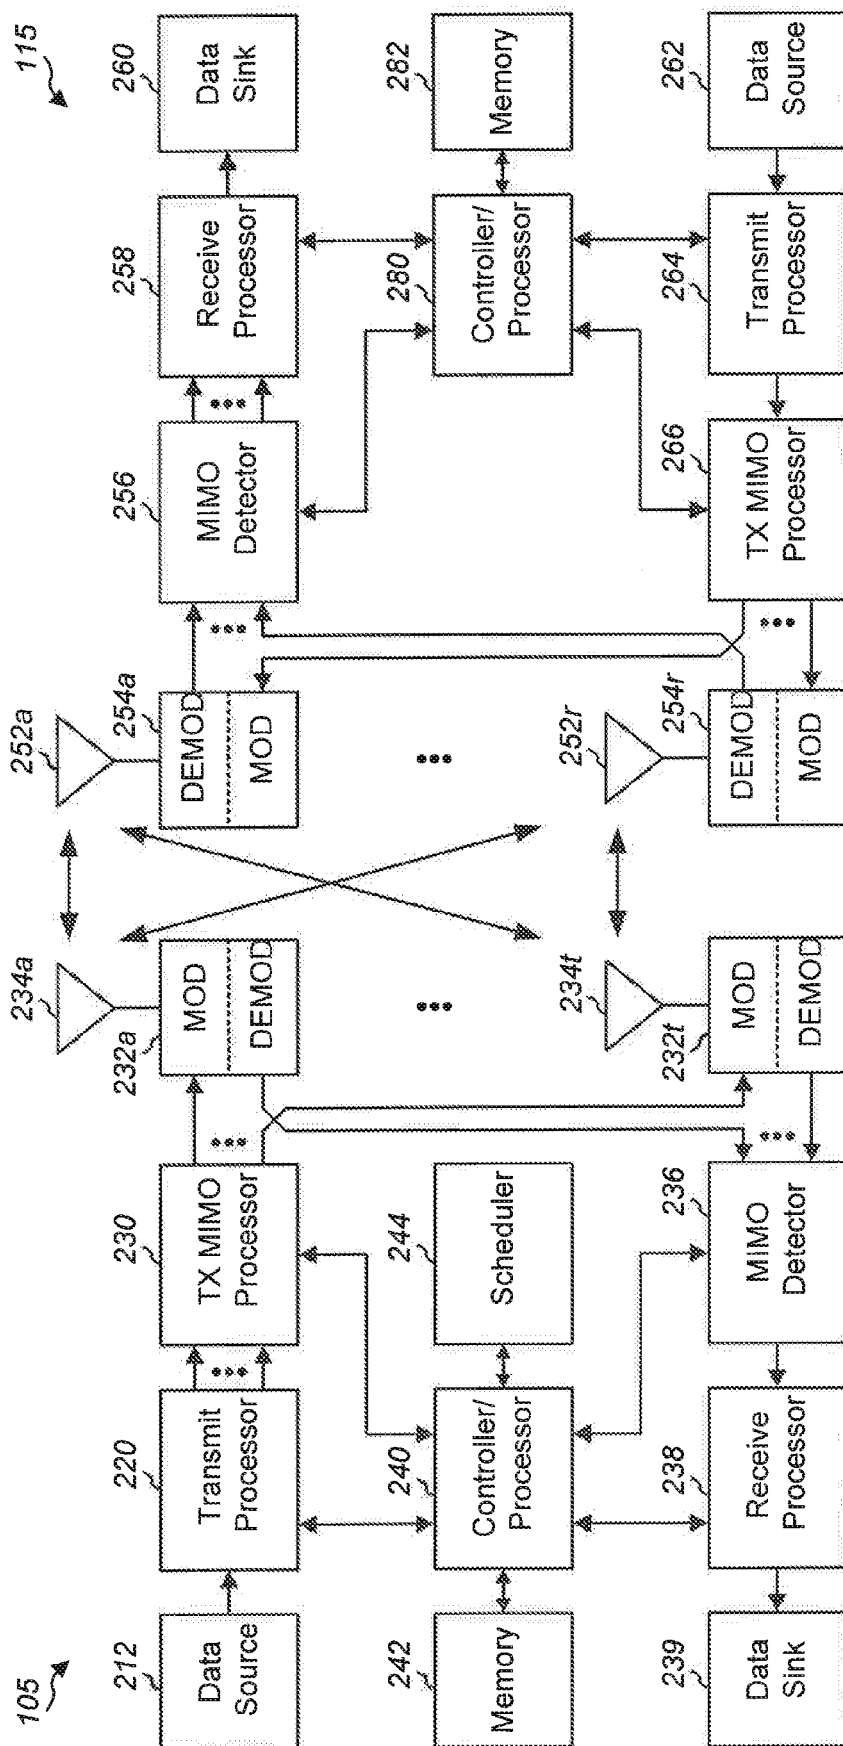 105
115
212
Data
Source
220
Transmit
Processor
230
TX MIMO
Processor
232a
MOD
DEMOD
234a
252a
254a
DEMOD
MOD
256
MIMO
Detector
258
Receive
Processor
260
Data
Sink
242
Memory
240
Controller/
Processor
244
Scheduler
280
Controller/
Processor
282
Memory
239
Data
Sink
238
Receive
Processor
236
MIMO
Detector
232t
MOD
DEMOD
234t
252r
254r
DEMOD
MOD
266
TX MIMO
Processor
264
Transmit
Processor
262
Data
Source